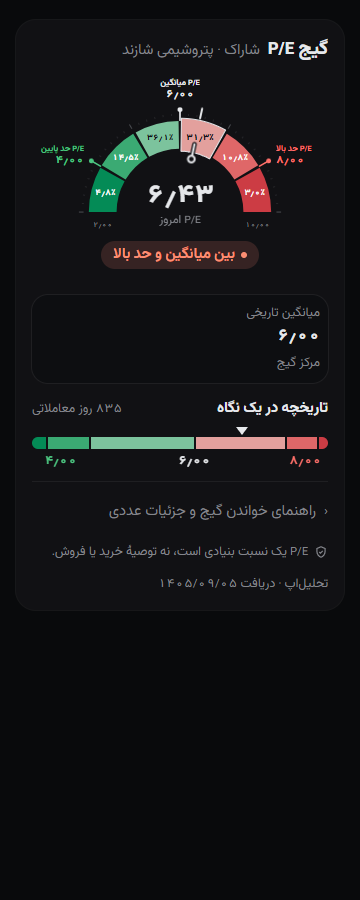 گیج P/E شاراک · پتروشیمی شازند
P/E میانگین
۶٫۰۰
P/E حد پایین
۴٫۰۰
P/E حد بالا
۸٫۰۰
۳۶٫۱٪
۳۱٫۳٪
۱۴٫۵٪
۱۰٫۸٪
۴٫۸٪
۳٫۰٪
۶٫۴۳
P/E امروز
۲٫۰۰
۱۰٫۰۰
بین میانگین و حد بالا
میانگین تاریخی
۶٫۰۰
مرکز گیج
تاریخچه در یک نگاه
۸۳۵ روز معاملاتی
۴٫۰۰
۶٫۰۰
۸٫۰۰
راهنمای خواندن گیج و جزئیات عددی
P/E یک نسبت بنیادی است، نه توصیهٔ خرید یا فروش.
تحلیل‌اپ · دریافت ۱۴۰۵/۰۹/۰۵